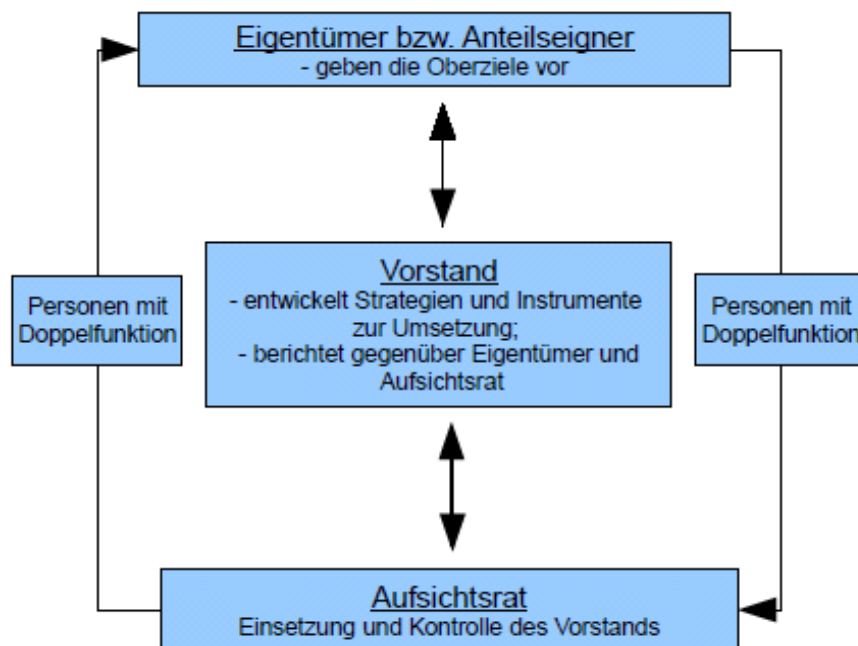 Eigentümer bzw. Anteilseigner
- geben die Oberziele vor
Personen mit
Doppelfunktion
Vorstand
- entwickelt Strategien und Instrumente
zur Umsetzung;
- berichtet gegenüber Eigentümer und
Aufsichtsrat
Personen mit
Doppelfunktion
Aufsichtsrat
Einsetzung und Kontrolle des Vorstands